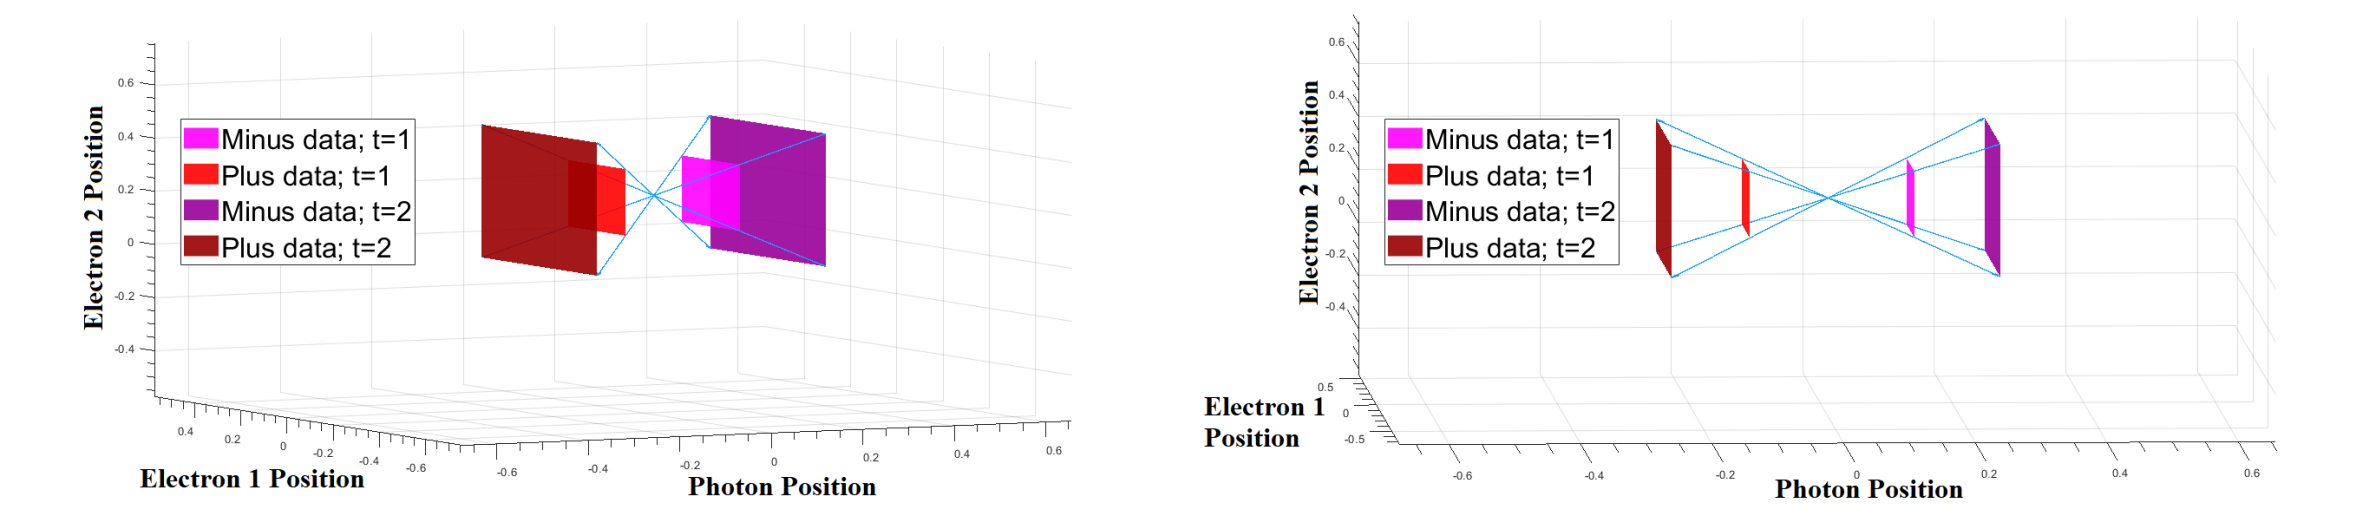 0.6
0.4
0.2
0
-0.2
-0.4
Electron 2 Position
Minus data; t=1
Plus data; t=1
Minus data; t=2
Plus data; t=2
0.4
0.2
0
-0.2
-0.4
-0.6
Electron 1 Position
-0.6
-0.4
-0.2
0
0.2
0.4
0.6
Photon Position
0.6
0.4
0.2
0
-0.2
-0.4
Electron 2 Position
Minus data; t=1
Plus data; t=1
Minus data; t=2
Plus data; t=2
0.5
0
-0.5
Electron 1
Position
-0.6
-0.4
-0.2
0
0.2
0.4
0.6
Photon Position